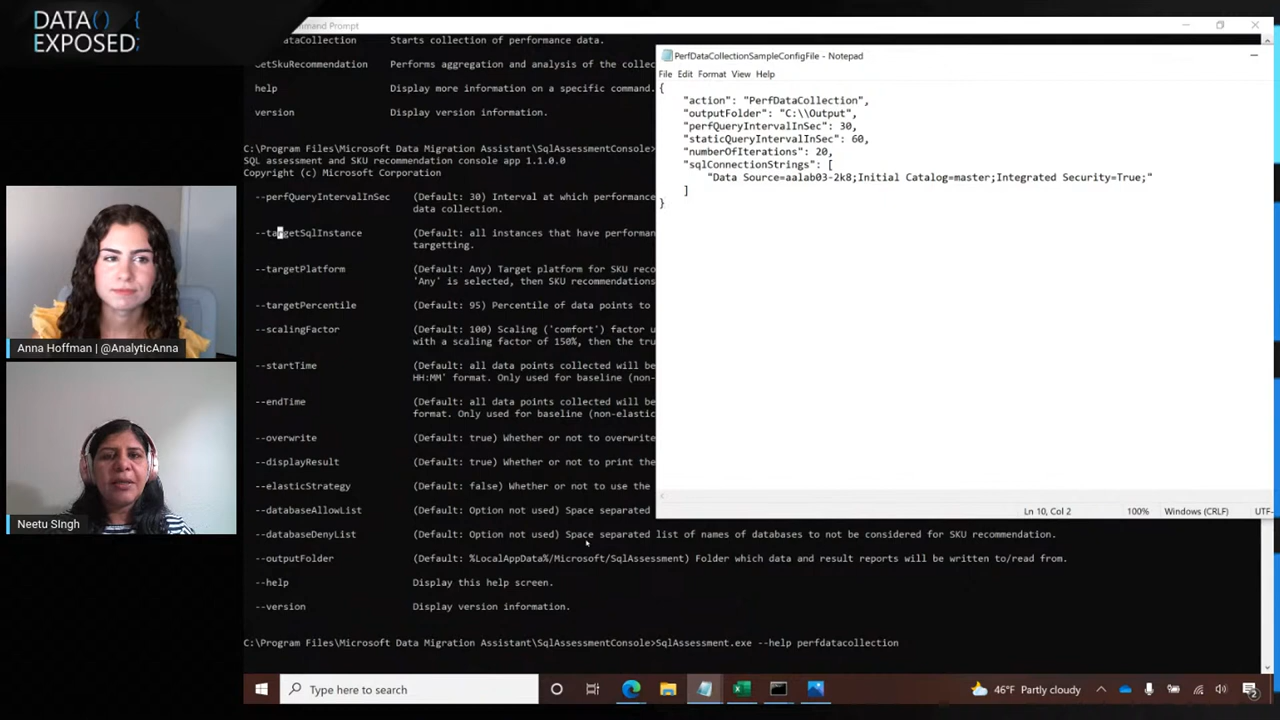 DATA() {
EXPOSED;
Anna Hoffman | @AnalyticAnna
Neetu Singh
mmand Prompt
ataCollection Starts collection of performance data.
GetSkuRecommendation Performs aggregation and analysis of the collec
help Display more information on a specific command.
version Display version information.
C:\Program Files\Microsoft Data Migration Assistant\SqlAssessmentConsole>
SQL assessment and SKU recommendation console app 1.1.0.0
Copyright (c) Microsoft Corporation
--perfQueryIntervalInSec (Default: 30) Interval at which performance
data collection.
--targetSqlInstance (Default: all instances that have performan
targetting.
--targetPlatform (Default: Any) Target platform for SKU reco
'Any' is selected, then SKU recommendations
--targetPercentile (Default: 95) Percentile of data points to
--scalingFactor (Default: 100) Scaling ('comfort') factor u
with a scaling factor of 150%, then the tru
--startTime (Default: all data points collected will be
HH:MM' format. Only used for baseline (non-
--endTime (Default: all data points collected will be
format. Only used for baseline (non-elastic
--overwrite (Default: true) Whether or not to overwrite
--displayResult (Default: true) Whether or not to print the
--elasticStrategy (Default: false) Whether or not to use the
--databaseAllowList (Default: Option not used) Space separated
--databaseDenyList (Default: Option not used) Space separated list of names of databases to not be considered for SKU recommendation.
--outputFolder (Default: %LocalAppData%/Microsoft/SqlAssessment) Folder which data and result reports will be written to/read from.
--help Display this help screen.
--version Display version information.
C:\Program Files\Microsoft Data Migration Assistant\SqlAssessmentConsole>SqlAssessment.exe --help perfdatacollection
PerfDataCollectionSampleConfigFile - Notepad
File Edit Format View Help
{
"action": "PerfDataCollection",
"outputFolder": "C:\\Output",
"perfQueryIntervalInSec": 30,
"staticQueryIntervalInSec": 60,
"numberOfIterations": 20,
"sqlConnectionStrings": [
"Data Source=aalab03-2k8;Initial Catalog=master;Integrated Security=True;"
]
}
Ln 10, Col 2 100% Windows (CRLF) UTF-
Type here to search
46°F Partly cloudy
2